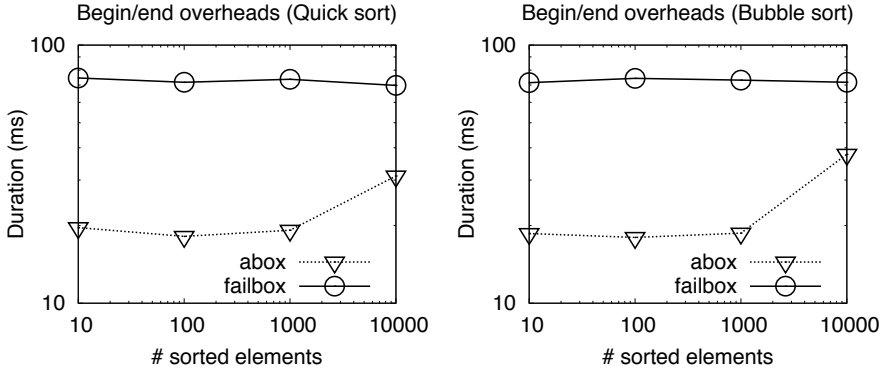 Begin/end overheads (Quick sort)
100
10
Duration (ms)
abox
failbox
10 100 1000 10000
# sorted elements
Begin/end overheads (Bubble sort)
100
10
Duration (ms)
abox
failbox
10 100 1000 10000
# sorted elements